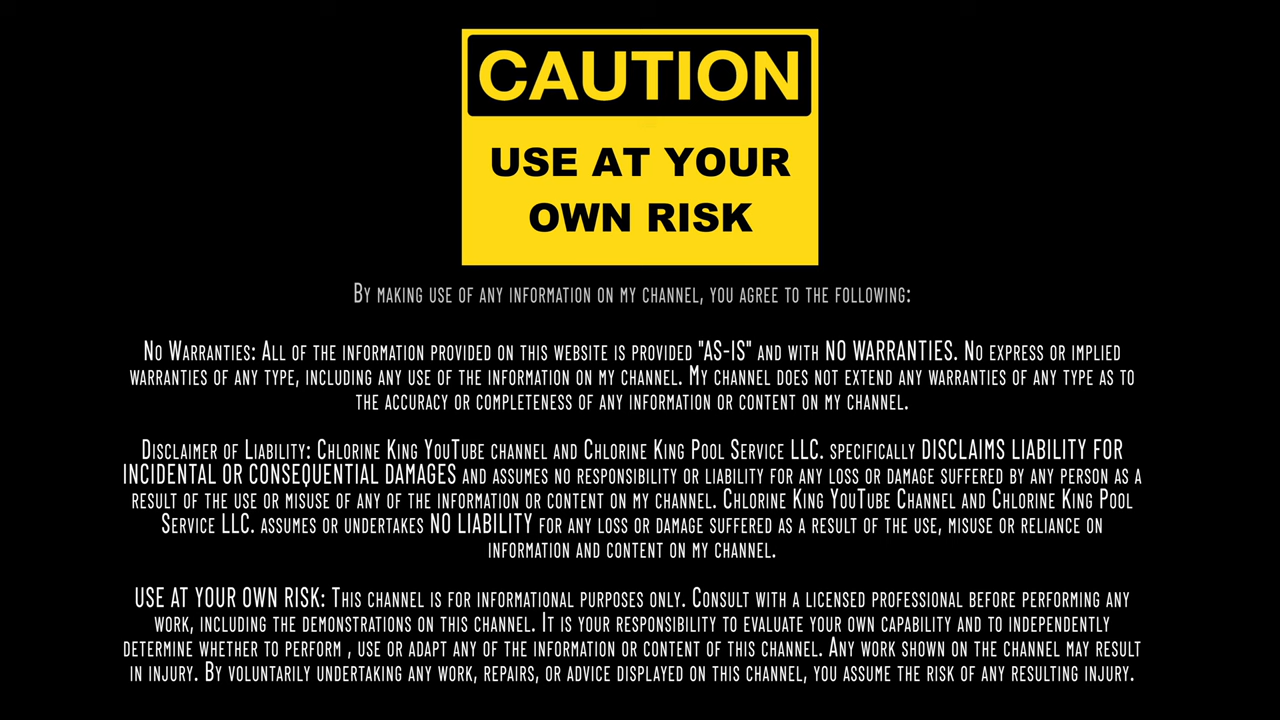 CAUTION
USE AT YOUR
OWN RISK
By making use of any information on my channel, you agree to the following:
No Warranties: All of the information provided on this website is provided "AS-IS" and with NO WARRANTIES. No express or implied
warranties of any type, including any use of the information on my channel. My channel does not extend any warranties of any type as to
the accuracy or completeness of any information or content on my channel.
Disclaimer of Liability: Chlorine King YouTube channel and Chlorine King Pool Service LLC. specifically DISCLAIMS LIABILITY FOR
INCIDENTAL OR CONSEQUENTIAL DAMAGES and assumes no responsibility or liability for any loss or damage suffered by any person as a
result of the use or misuse of any of the information or content on my channel. Chlorine King YouTube Channel and Chlorine King Pool
Service LLC. assumes or undertakes NO LIABILITY for any loss or damage suffered as a result of the use, misuse or reliance on
information and content on my channel.
USE AT YOUR OWN RISK: This channel is for informational purposes only. Consult with a licensed professional before performing any
work, including the demonstrations on this channel. It is your responsibility to evaluate your own capability and to independently
determine whether to perform , use or adapt any of the information or content of this channel. Any work shown on the channel may result
in injury. By voluntarily undertaking any work, repairs, or advice displayed on this channel, you assume the risk of any resulting injury.